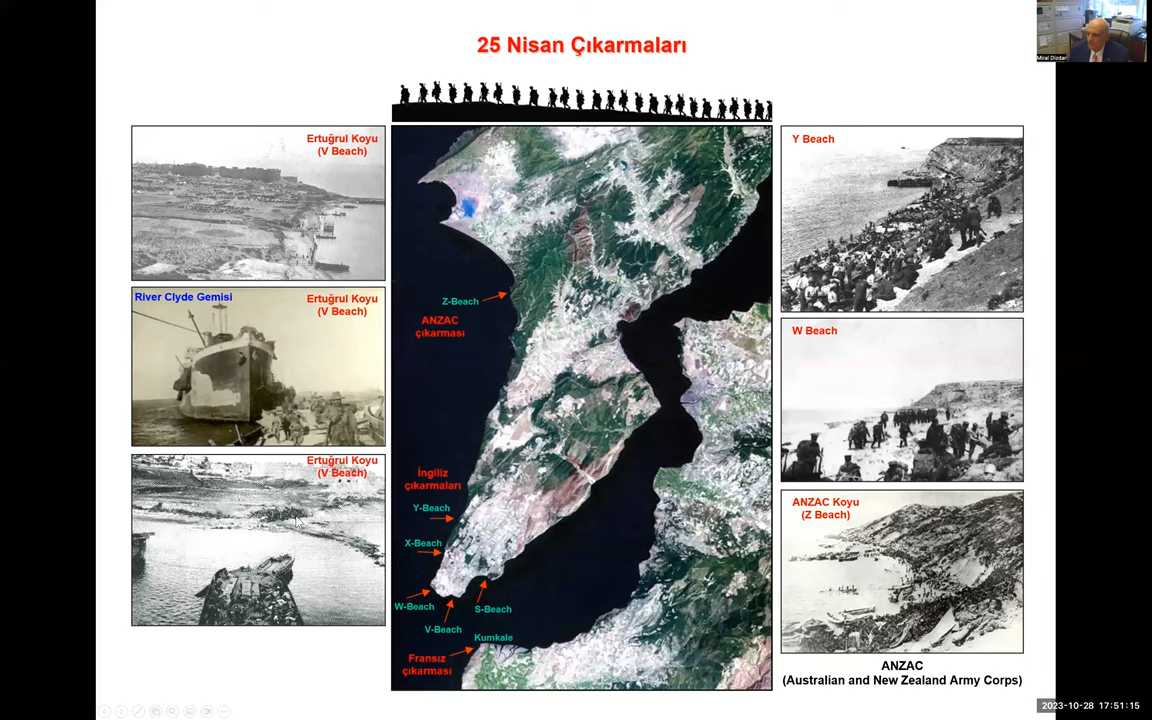 25 Nisan Çıkarmaları
Miral Dizdar
Ertuğrul Koyu
(V Beach)
River Clyde Gemisi
Ertuğrul Koyu
(V Beach)
Ertuğrul Koyu
(V Beach)
Z-Beach
ANZAC
çıkarması
İngiliz
çıkarmaları
Y-Beach
X-Beach
W-Beach
V-Beach
S-Beach
Kumkale
Fransız
çıkarması
Y Beach
W Beach
ANZAC Koyu
(Z Beach)
ANZAC
(Australian and New Zealand Army Corps)
2023-10-28 17:51:15